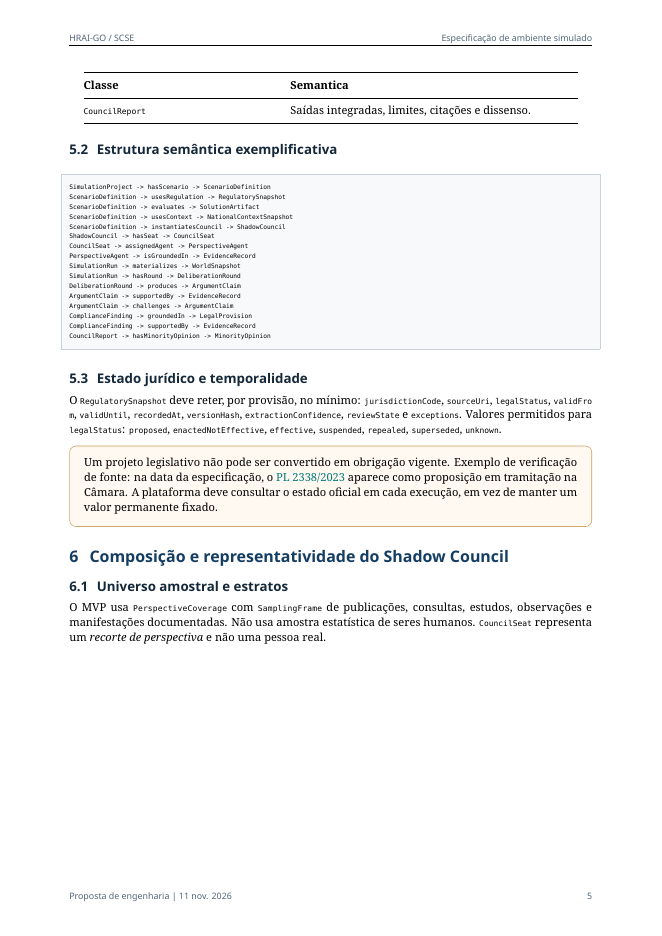 HRAI-GO / SCSE
Especificação de ambiente simulado
Classe Semantica
CouncilReport Saídas integradas, limites, citações e dissenso.
5.2 Estrutura semântica exemplificativa
SimulationProject -> hasScenario -> ScenarioDefinition
ScenarioDefinition -> usesRegulation -> RegulatorySnapshot
ScenarioDefinition -> evaluates -> SolutionArtifact
ScenarioDefinition -> usesContext -> NationalContextSnapshot
ScenarioDefinition -> instantiatesCouncil -> ShadowCouncil
ShadowCouncil -> hasSeat -> CouncilSeat
CouncilSeat -> assignedAgent -> PerspectiveAgent
PerspectiveAgent -> isGroundedIn -> EvidenceRecord
SimulationRun -> materializes -> WorldSnapshot
SimulationRun -> hasRound -> DeliberationRound
DeliberationRound -> produces -> ArgumentClaim
ArgumentClaim -> supportedBy -> EvidenceRecord
ArgumentClaim -> challenges -> ArgumentClaim
ComplianceFinding -> groundedIn -> LegalProvision
ComplianceFinding -> supportedBy -> EvidenceRecord
CouncilReport -> hasMinorityOpinion -> MinorityOpinion
5.3 Estado jurídico e temporalidade
O RegulatorySnapshot deve reter, por provisão, no mínimo: jurisdictionCode, sourceUri, legalStatus, validFro
m, validUntil, recordedAt, versionHash, extractionConfidence, reviewState e exceptions. Valores permitidos para
legalStatus: proposed, enactedNotEffective, effective, suspended, repealed, superseded, unknown.
Um projeto legislativo não pode ser convertido em obrigação vigente. Exemplo de verificação
de fonte: na data da especificação, o PL 2338/2023 aparece como proposição em tramitação na
Câmara. A plataforma deve consultar o estado oficial em cada execução, em vez de manter um
valor permanente fixado.
6 Composição e representatividade do Shadow Council
6.1 Universo amostral e estratos
O MVP usa PerspectiveCoverage com SamplingFrame de publicações, consultas, estudos, observações e
manifestações documentadas. Não usa amostra estatística de seres humanos. CouncilSeat representa
um recorte de perspectiva e não uma pessoa real.
Proposta de engenharia | 11 nov. 2026
5